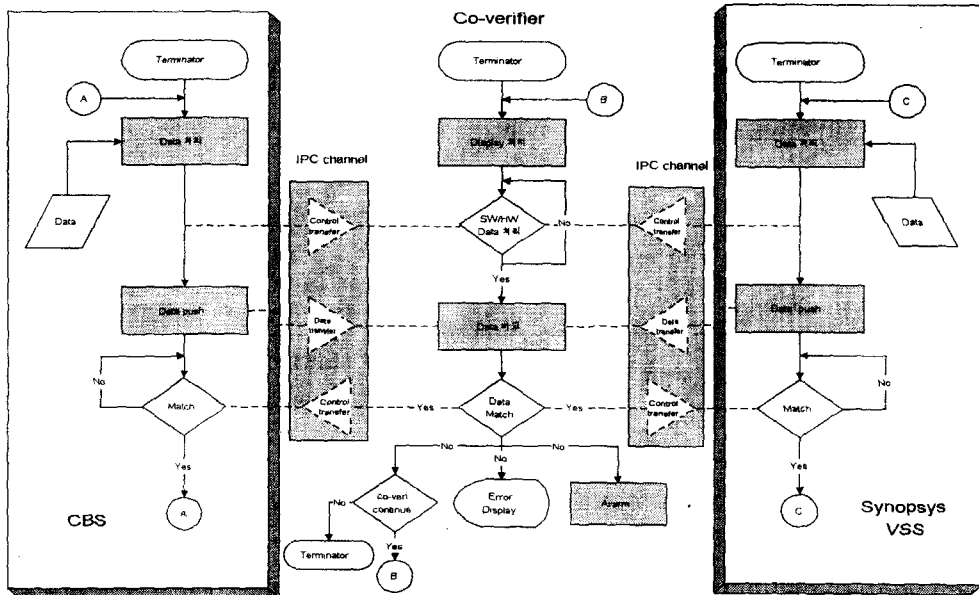 Co-verifier
Terminator
A
Data 처리
Data
Data push
No
Match
Yes
A
CBS
IPC channel
Control
transfer
Data
transfer
Control
transfer
Terminator
B
Display 처리
SW/HW
Data 처리
No
Yes
Data
Data
Match
Yes
Yes
No
No
No
co-veri
continue
No
Yes
Terminator
B
Error
Display
Ararm
IPC channel
Control
transfer
Data
transfer
Control
transfer
Terminator
C
Data 처리
Data
Data push
No
Match
Yes
C
Synopsys
VSS